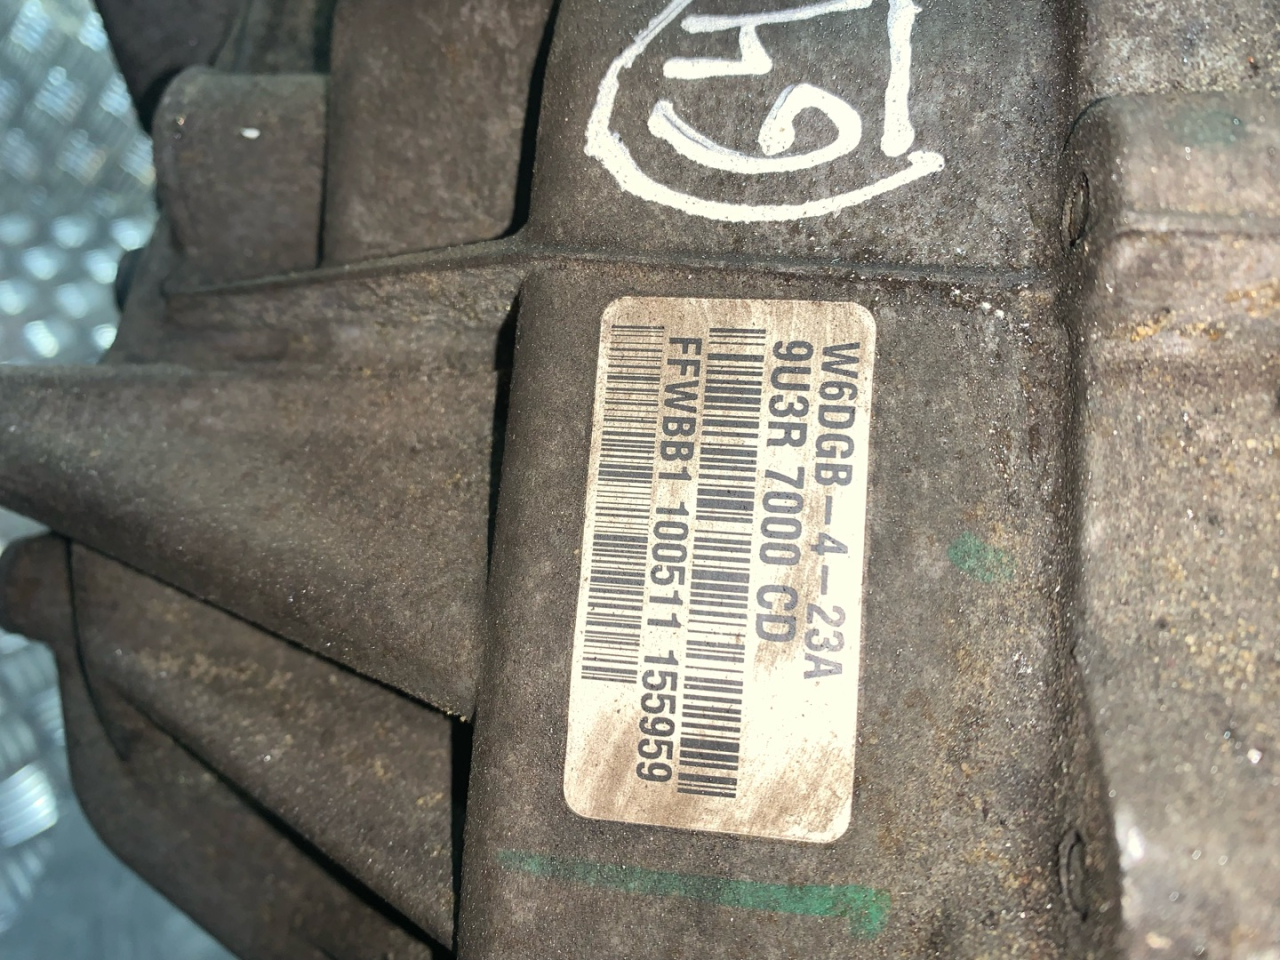 W6DGB-4-23A
9U3R 7000 CD
FFWBB1 100511 155959